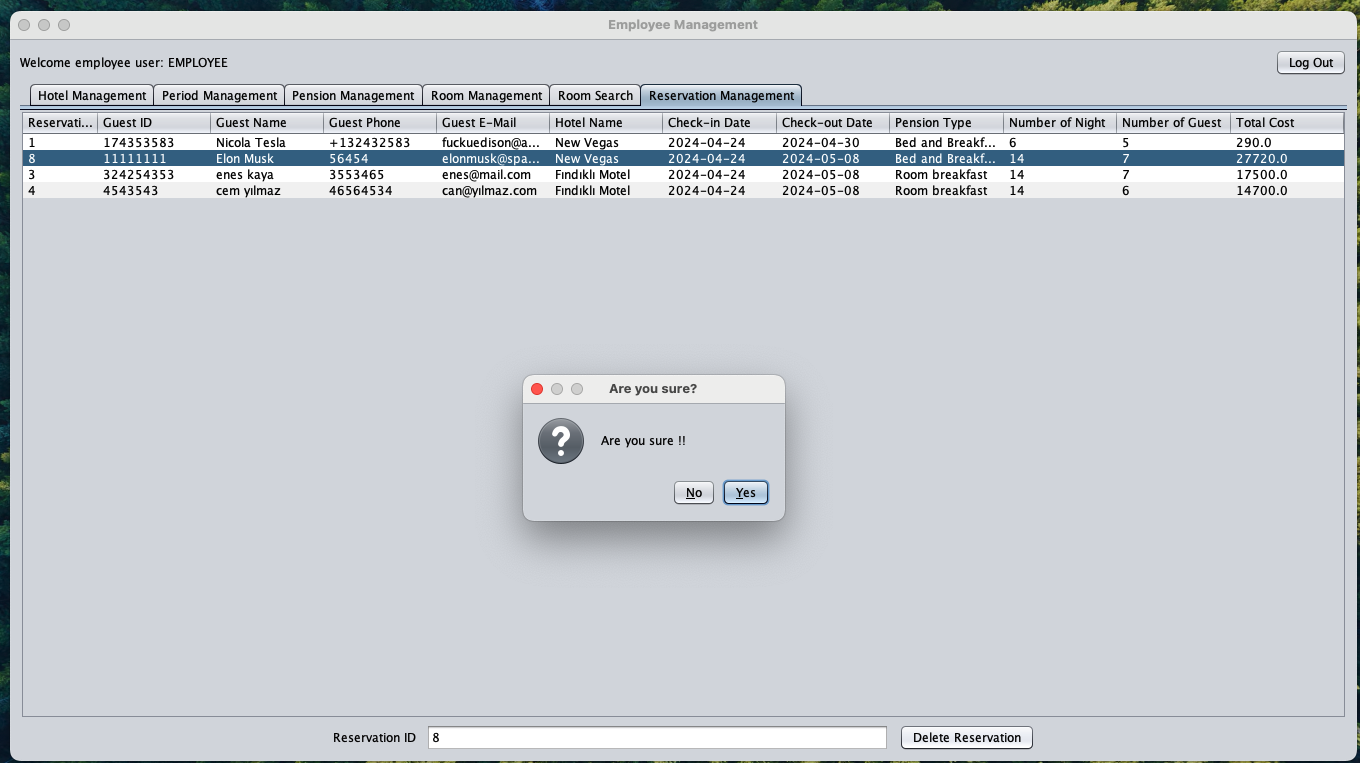 Employee Management
Welcome employee user: EMPLOYEE Log Out
Hotel Management Period Management Pension Management Room Management Room Search Reservation Management
Reservati... Guest ID Guest Name Guest Phone Guest E-Mail Hotel Name Check-in Date Check-out Date Pension Type Number of Night Number of Guest Total Cost
1 174353583 Nicola Tesla +132432583 fuckuedison@a... New Vegas 2024-04-24 2024-04-30 Bed and Breakf... 6 5 290.0
8 11111111 Elon Musk 56454 elonmusk@spa... New Vegas 2024-04-24 2024-05-08 Bed and Breakf... 14 7 27720.0
3 324254353 enes kaya 3553465 enes@mail.com Fındıklı Motel 2024-04-24 2024-05-08 Room breakfast 14 7 17500.0
4 4543543 cem yılmaz 46564534 can@yılmaz.com Fındıklı Motel 2024-04-24 2024-05-08 Room breakfast 14 6 14700.0
Are you sure?
Are you sure !!
No Yes
Reservation ID 8 Delete Reservation